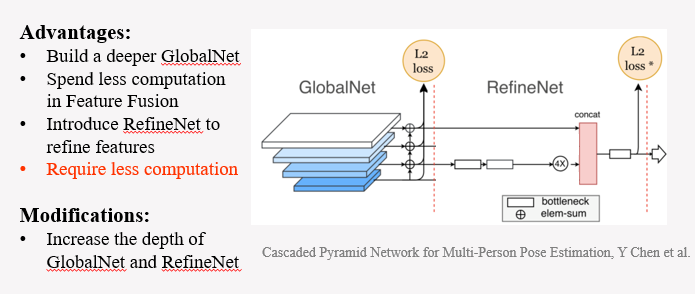 Advantages:
• Build a deeper GlobalNet
• Spend less computation
in Feature Fusion
• Introduce RefineNet to
refine features
• Require less computation
Modifications:
• Increase the depth of
GlobalNet and RefineNet
L2
loss
L2
loss *
GlobalNet
RefineNet
concat
4X
bottleneck
elem-sum
Cascaded Pyramid Network for Multi-Person Pose Estimation, Y Chen et al.